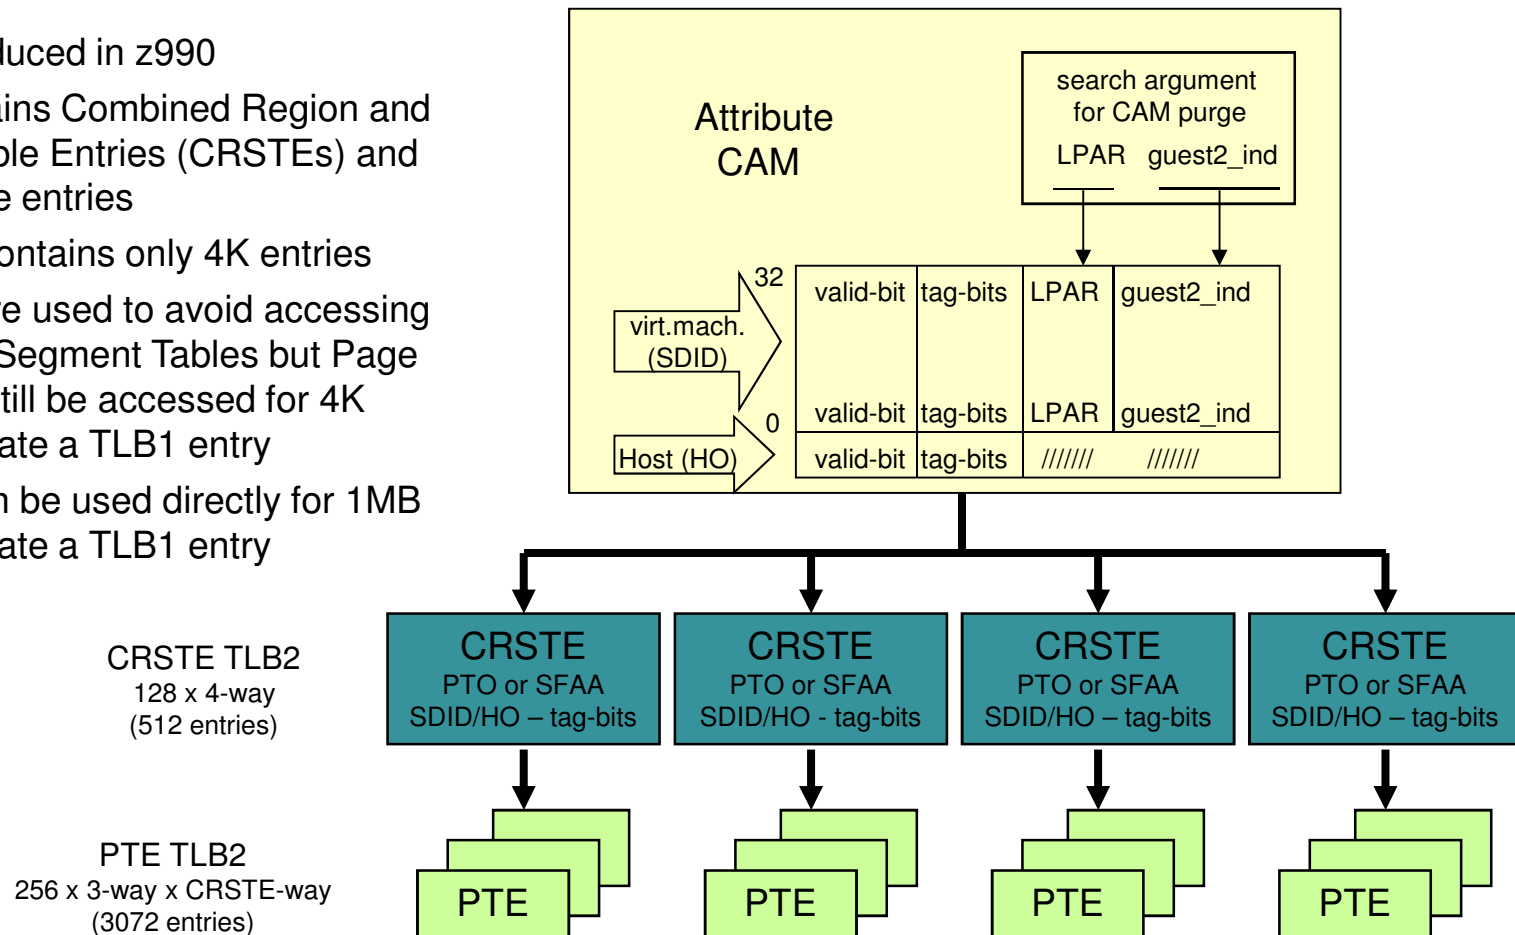 duced in z990
ains Combined Region and
ble Entries (CRSTEs) and
e entries
ontains only 4K entries
re used to avoid accessing
Segment Tables but Page
till be accessed for 4K
ate a TLB1 entry
n be used directly for 1MB
ate a TLB1 entry
Attribute
CAM
search argument
for CAM purge
LPAR guest2_ind
32
virt.mach.
(SDID)
valid-bit tag-bits LPAR guest2_ind
valid-bit tag-bits LPAR guest2_ind
0
Host (HO)
valid-bit tag-bits /////// ///////
CRSTE TLB2
128 x 4-way
(512 entries)
CRSTE
PTO or SFAA
SDID/HO – tag-bits
CRSTE
PTO or SFAA
SDID/HO - tag-bits
CRSTE
PTO or SFAA
SDID/HO – tag-bits
CRSTE
PTO or SFAA
SDID/HO – tag-bits
PTE TLB2
256 x 3-way x CRSTE-way
(3072 entries)
PTE
PTE
PTE
PTE